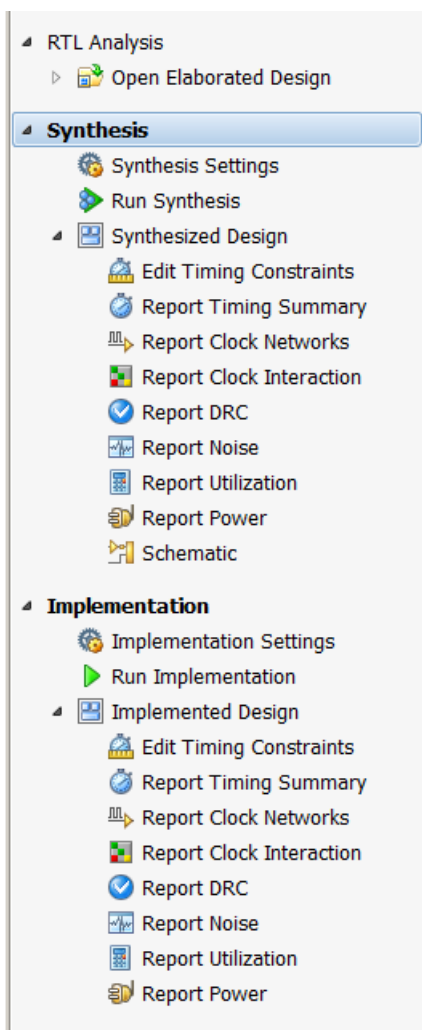 RTL Analysis
Open Elaborated Design
Synthesis
Synthesis Settings
Run Synthesis
Synthesized Design
Edit Timing Constraints
Report Timing Summary
Report Clock Networks
Report Clock Interaction
Report DRC
Report Noise
Report Utilization
Report Power
Schematic
Implementation
Implementation Settings
Run Implementation
Implemented Design
Edit Timing Constraints
Report Timing Summary
Report Clock Networks
Report Clock Interaction
Report DRC
Report Noise
Report Utilization
Report Power